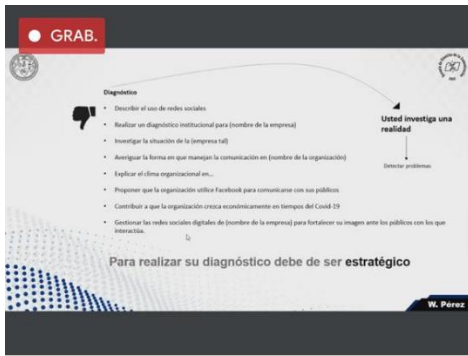 GRAB.
Diagnóstico
• Describir el uso de redes sociales
• Realizar un diagnóstico institucional para (nombre de la empresa)
• Investigar la situación de la (empresa tal)
• Averiguar la forma en que manejan la comunicación en (nombre de la organización)
• Explicar el clima organizacional en...
• Proponer que la organización utilice Facebook para comunicarse con sus públicos
• Contribuir a que la organización crezca económicamente en tiempos del Covid-19
• Gestionar las redes sociales digitales de (nombre de la empresa) para fortalecer su imagen ante los públicos con los que
interactúa.
Usted investiga una
realidad
Detectar problemas
Para realizar su diagnóstico debe de ser estratégico
W. Pérez